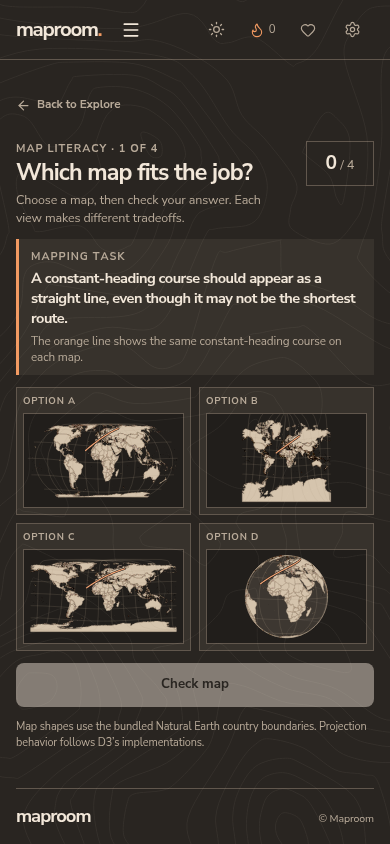 maproom.
0
Back to Explore
MAP LITERACY · 1 OF 4
Which map fits the job?
0 / 4
Choose a map, then check your answer. Each
view makes different tradeoffs.
MAPPING TASK
A constant-heading course should appear as a
straight line, even though it may not be the shortest
route.
The orange line shows the same constant-heading course on
each map.
OPTION A
OPTION B
OPTION C
OPTION D
Check map
Map shapes use the bundled Natural Earth country boundaries. Projection
behavior follows D3's implementations.
maproom
© Maproom